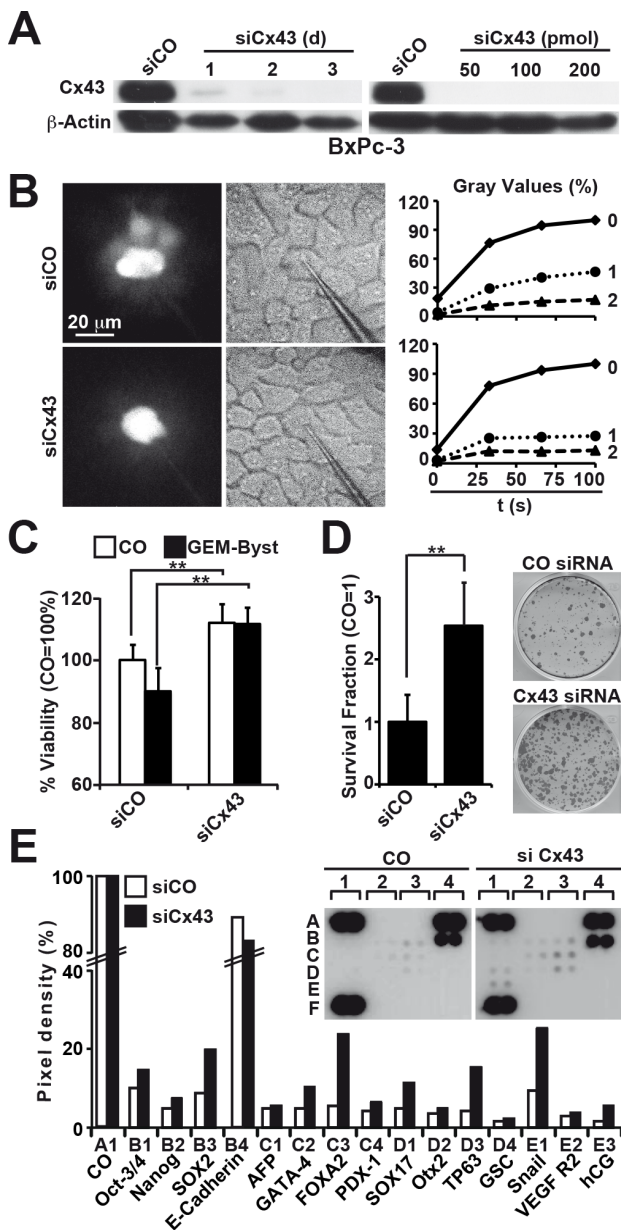 A
siCO
siCx43 (d)
1 2 3
siCO
siCx43 (pmol)
50 100 200
Cx43
β-Actin
BxPc-3
B
Gray Values (%)
siCO
20 µm
120
90
60
30
0
0
1
2
siCx43
120
90
60
30
0
0
1
2
0 25 50 75 100
t (s)
C
CO GEM-Byst
**
**
% Viability (CO=100%)
120
100
80
60
siCO
siCx43
D
**
Survival Fraction (CO=1)
3
2
1
0
siCO
siCx43
CO siRNA
Cx43 siRNA
E
Pixel density (%)
100
80
40
20
0
siCO
siCx43
CO
si Cx43
1 2 3 4
1 2 3 4
A
B
C
D
E
F
A1 B1 B2 B3 B4 C1 C2 C3 C4 D1 D2 D3 D4 E1 E2 E3
CO
Oct-3/4
Nanog
SOX2
E-Cadherin
AFP
GATA-4
FOXA2
PDX-1
SOX17
Otx2
TP63
GSC
Snail
VEGF R2
hCG